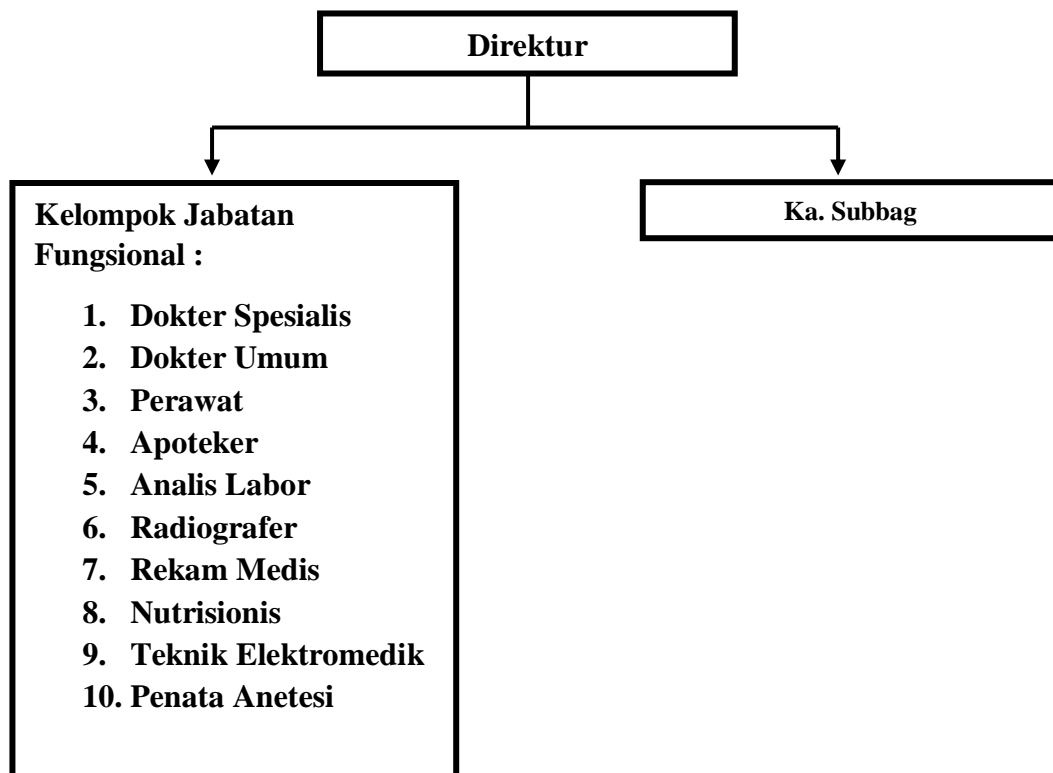 Direktur
Kelompok Jabatan
Fungsional :
1. Dokter Spesialis
2. Dokter Umum
3. Perawat
4. Apoteker
5. Analis Labor
6. Radiografer
7. Rekam Medis
8. Nutrisionis
9. Teknik Elektromedik
10. Penata Anetesi
Ka. Subbag